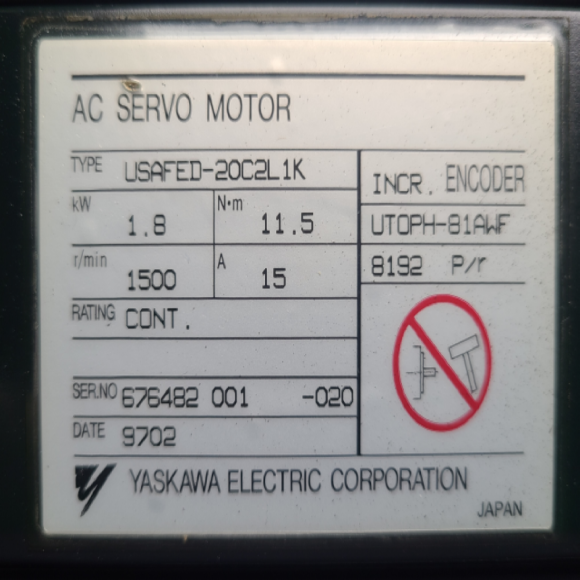 AC SERVO MOTOR
TYPE USAFED-20C2L1K
kW 1.8 N·m 11.5
r/min 1500 A 15
RATING CONT.
SER.NO 676482 001 -020
DATE 9702
INCR. ENCODER
UTOPH-81AWF
8192 P/r
YASKAWA ELECTRIC CORPORATION
JAPAN